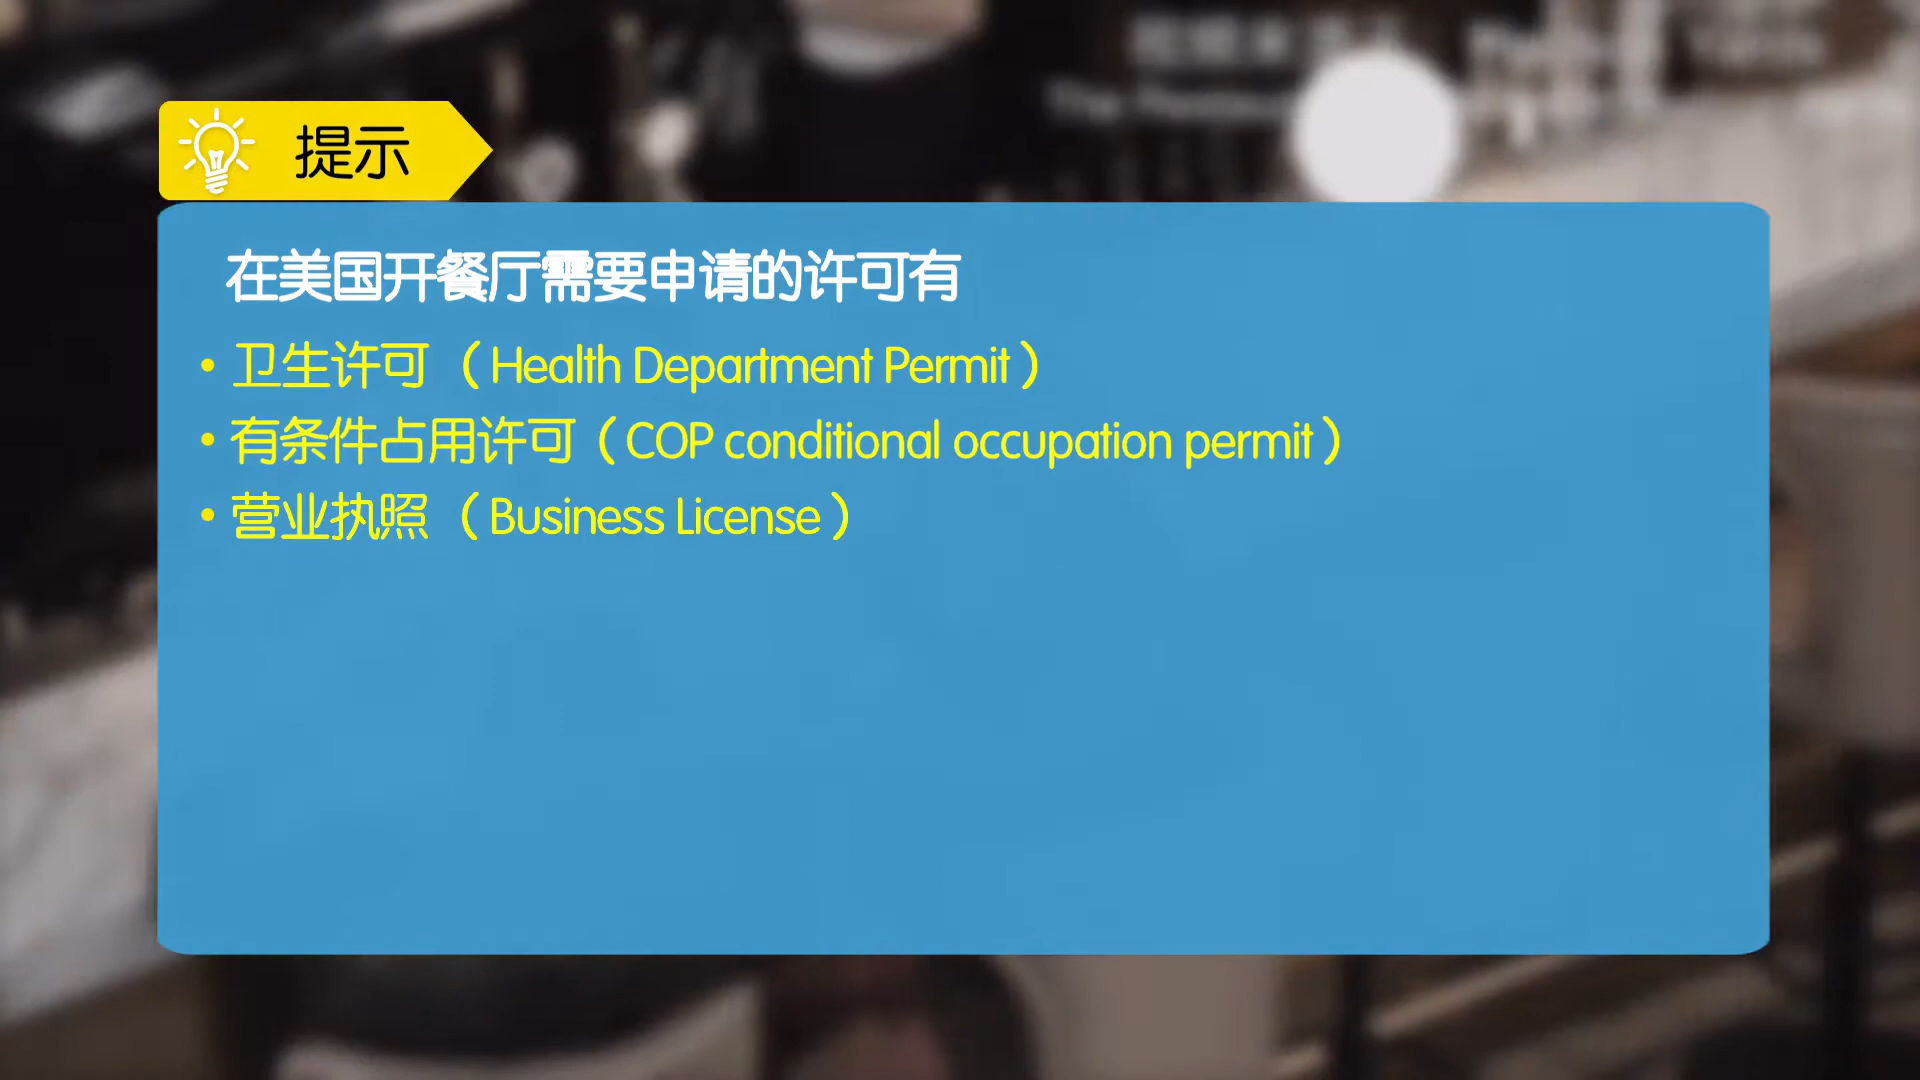 提示
在美国开餐厅需要申请的许可有
• 卫生许可 （Health Department Permit）
• 有条件占用许可（COP conditional occupation permit）
• 营业执照 （Business License）